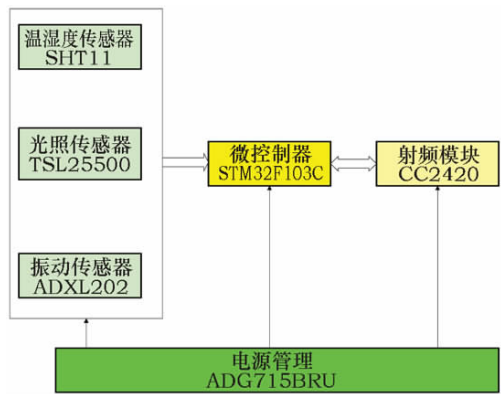 温湿度传感器
SHT11
光照传感器
TSL25500
微控制器
STM32F103C
射频模块
CC2420
振动传感器
ADXL202
电源管理
ADG715BRU